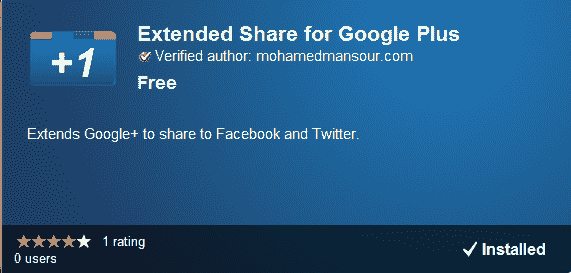 +1
Extended Share for Google Plus
Verified author: mohamedmansour.com
Free
Extends Google+ to share to Facebook and Twitter.
1 rating
0 users
Installed